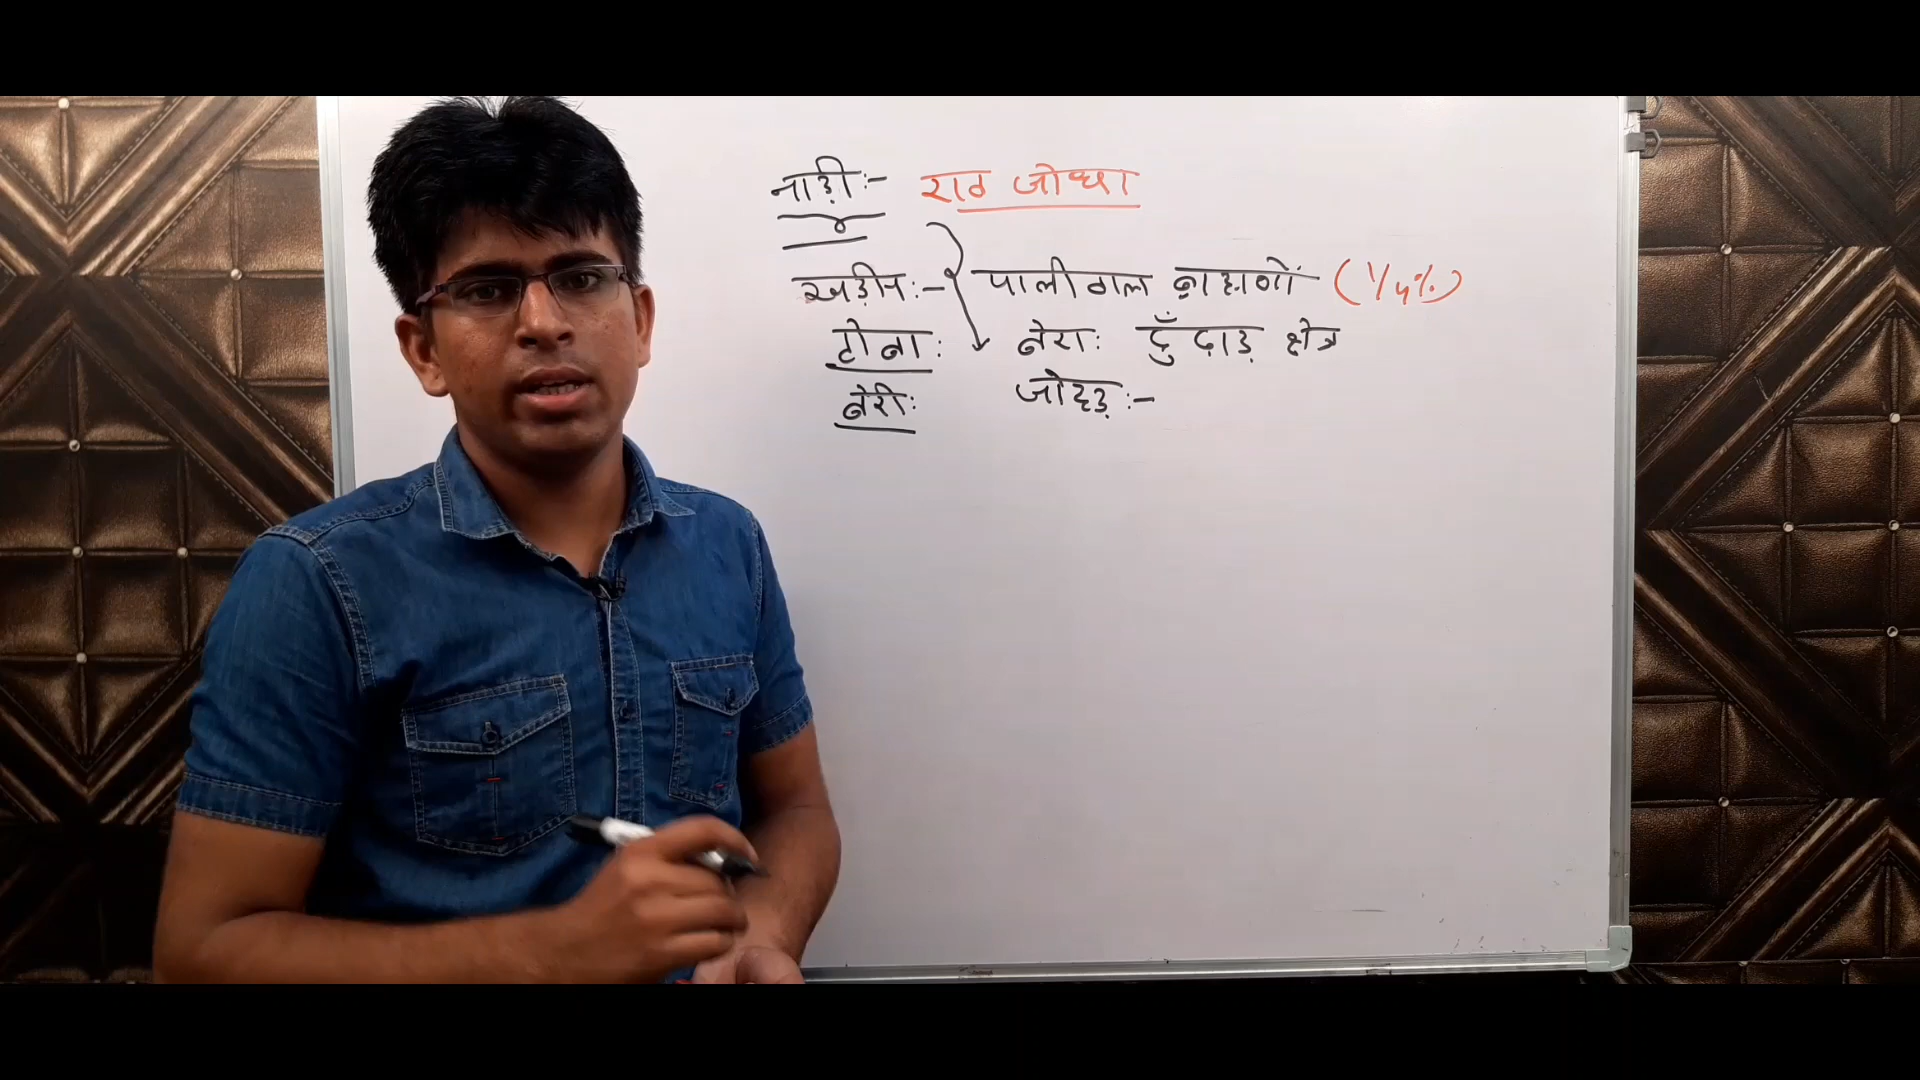 नाड़ी :- राव जोधा
खड़ीन :- पालीवाल ब्राह्मणों (1/4%)
टोबा : बेरा : ढुँढाड़ क्षेत्र
बेरी : जोहड़ :-